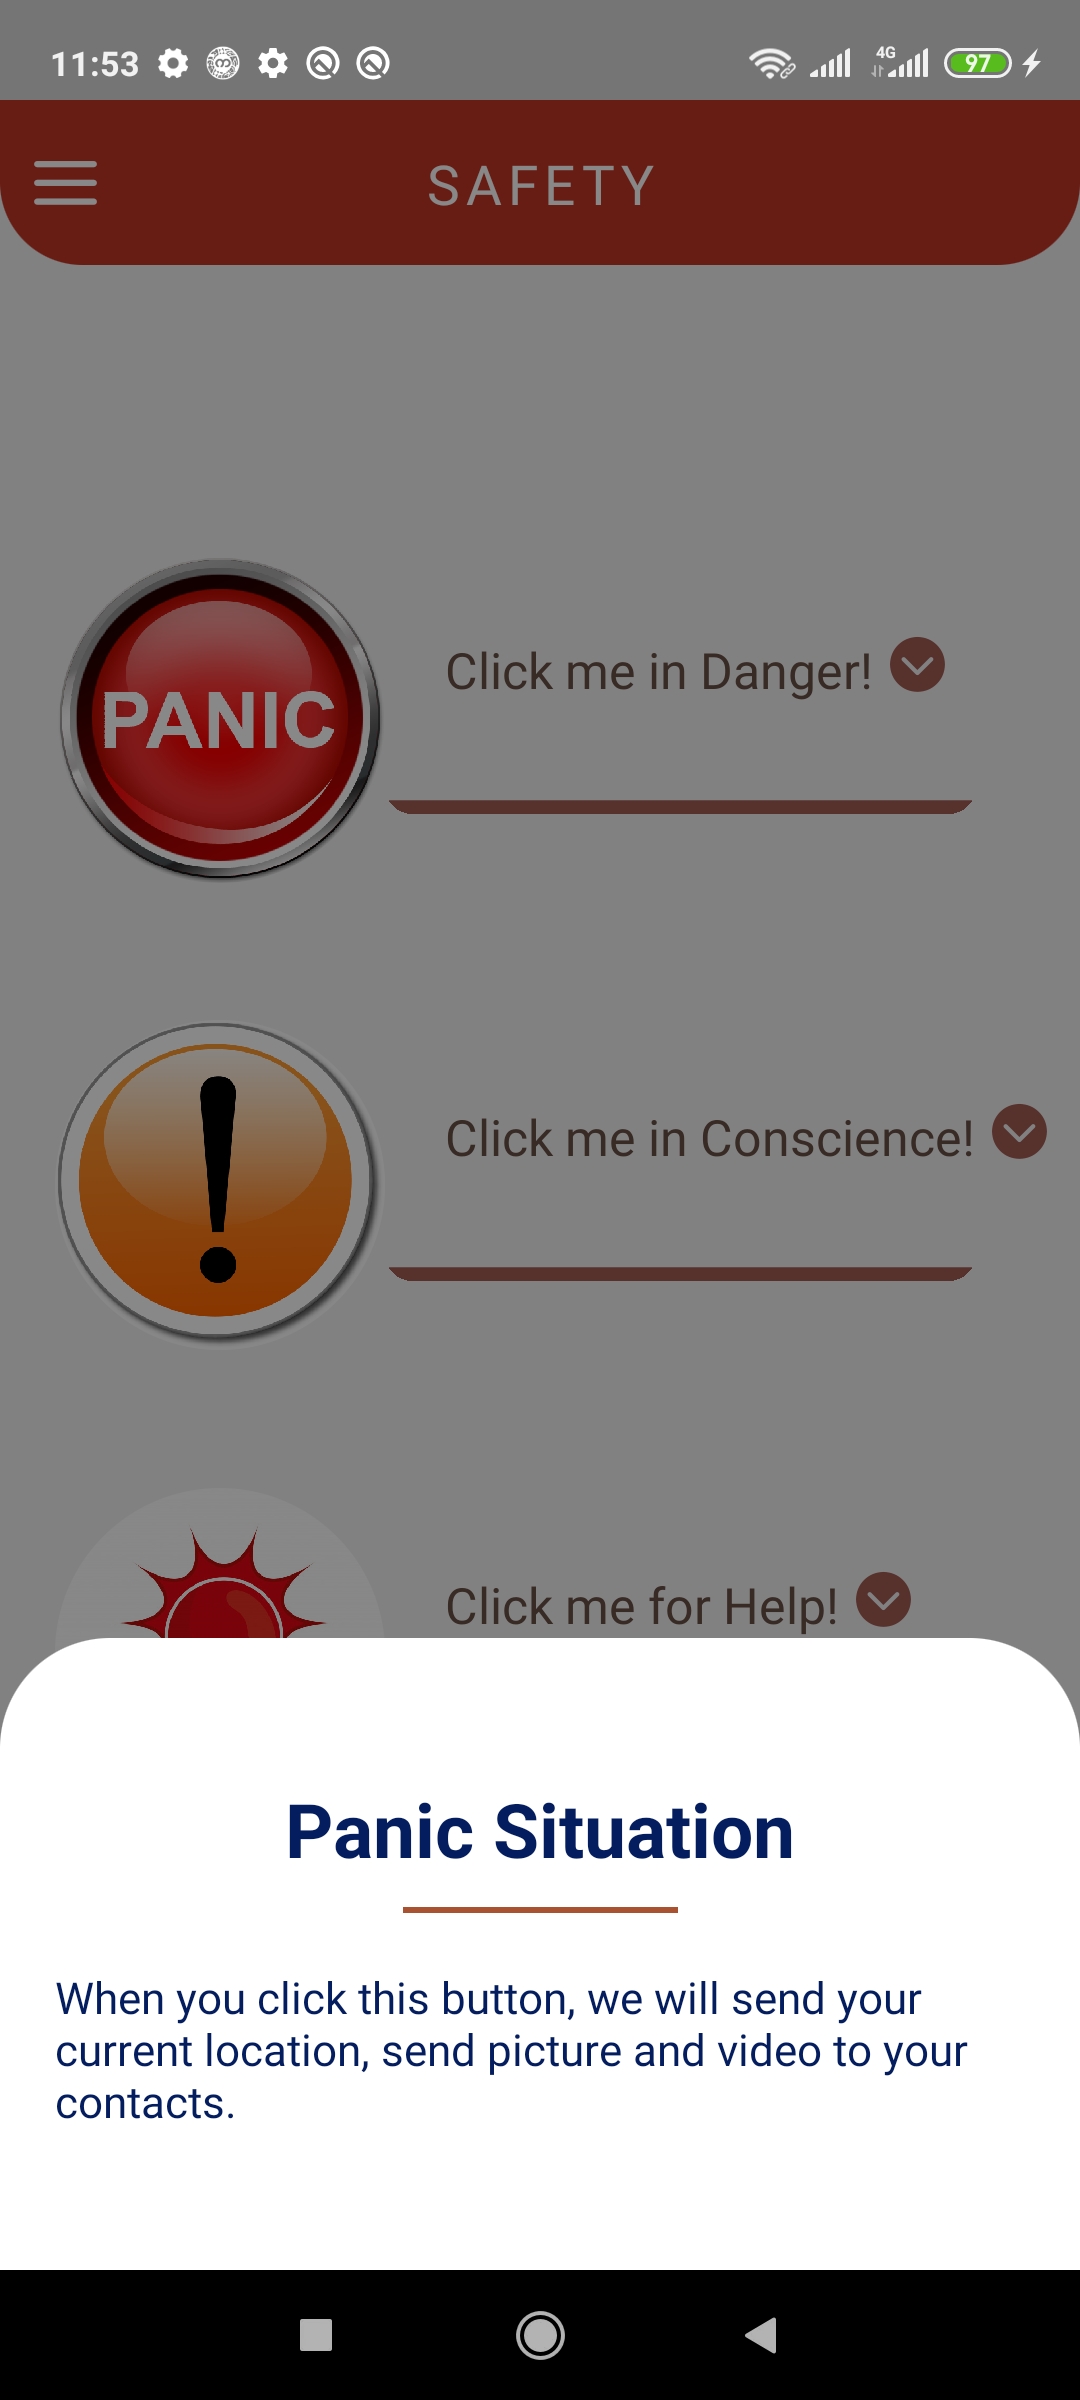 11:53
4G
97
SAFETY
PANIC
Click me in Danger!
Click me in Conscience!
Click me for Help!
Panic Situation
When you click this button, we will send your
current location, send picture and video to your
contacts.